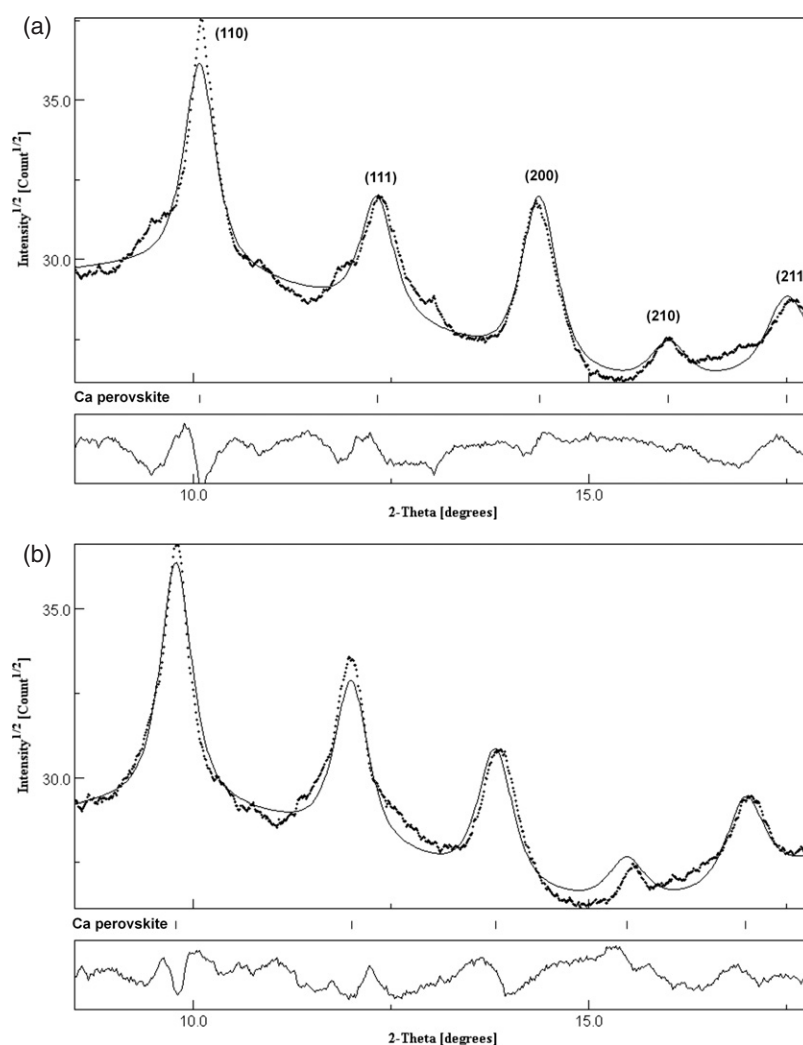 (a)
(110)
35.0
(111)
(200)
Intensity1/2 [Count1/2]
30.0
(210)
(211
Ca perovskite
10.0
15.0
2-Theta [degrees]
(b)
35.0
Intensity1/2 [Count1/2]
30.0
Ca perovskite
10.0
15.0
2-Theta [degrees]